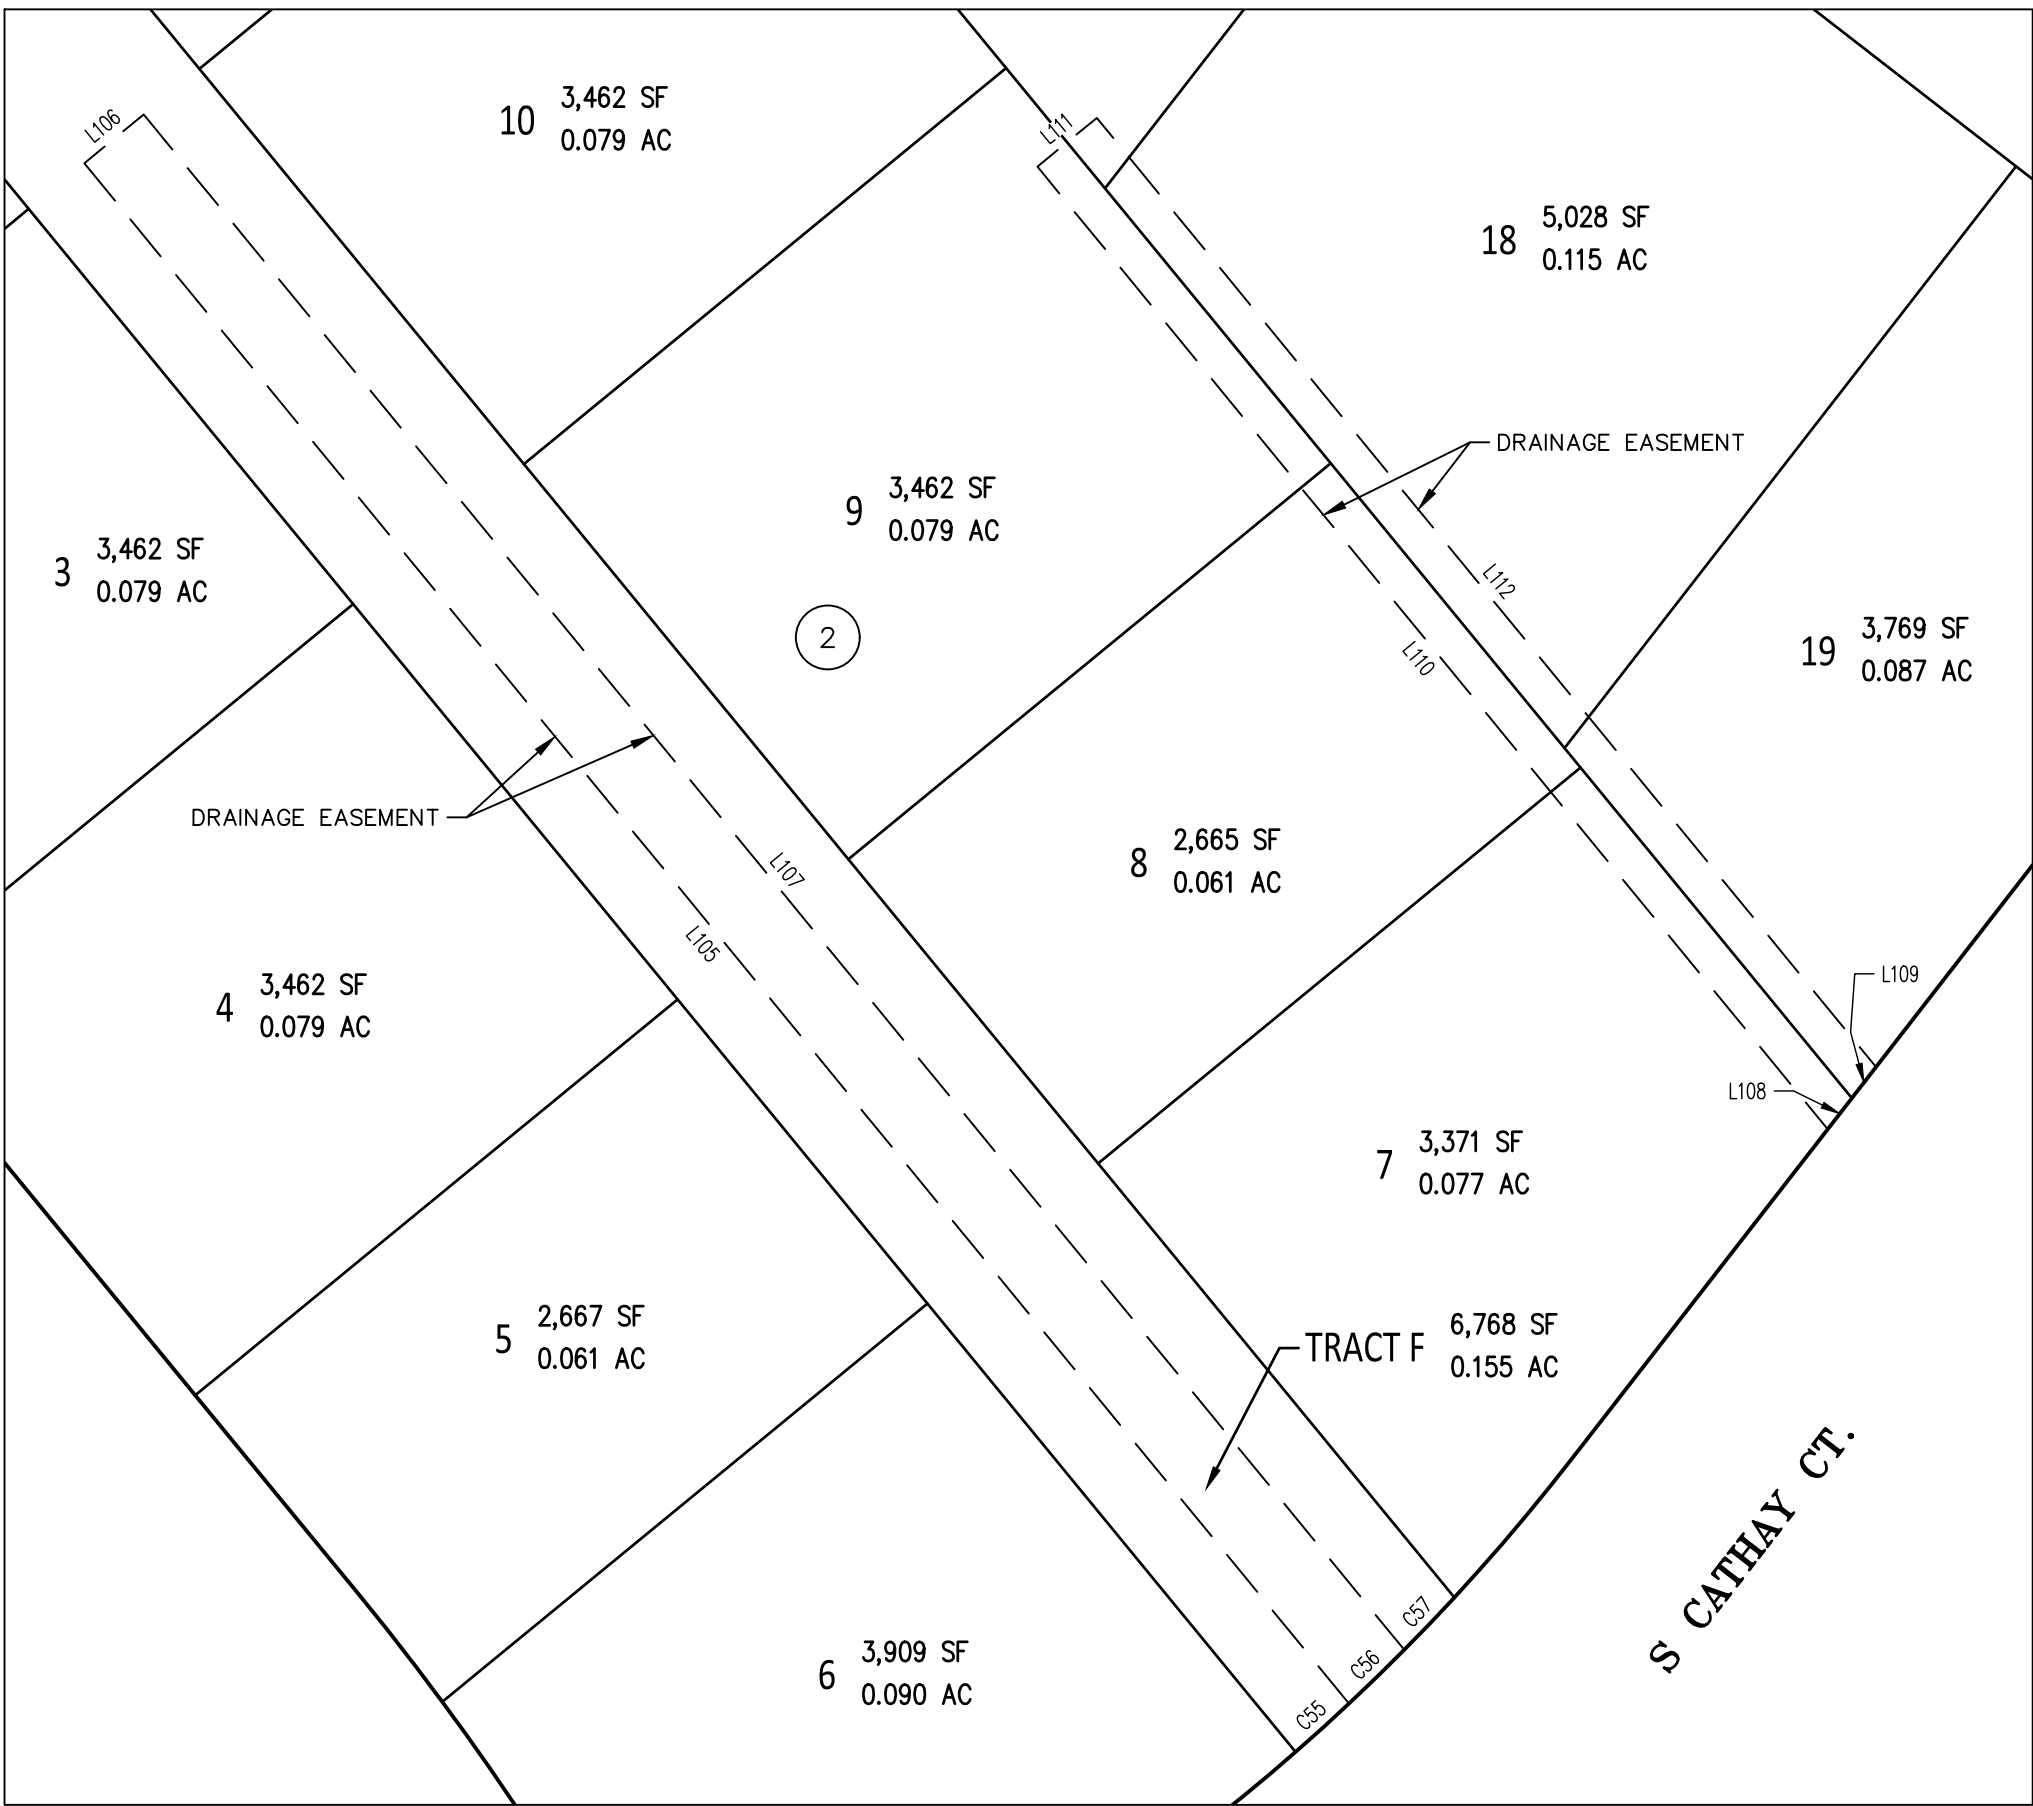 L106
10
3,462 SF
0.079 AC
L111
18
5,028 SF
0.115 AC
DRAINAGE EASEMENT
9
3,462 SF
0.079 AC
3
3,462 SF
0.079 AC
L112
2
L110
19
3,769 SF
0.087 AC
DRAINAGE EASEMENT
8
2,665 SF
0.061 AC
L107
L105
4
3,462 SF
0.079 AC
L109
L108
7
3,371 SF
0.077 AC
5
2,667 SF
0.061 AC
TRACT F
6,768 SF
0.155 AC
S CATHAY CT.
C57
C56
C55
6
3,909 SF
0.090 AC